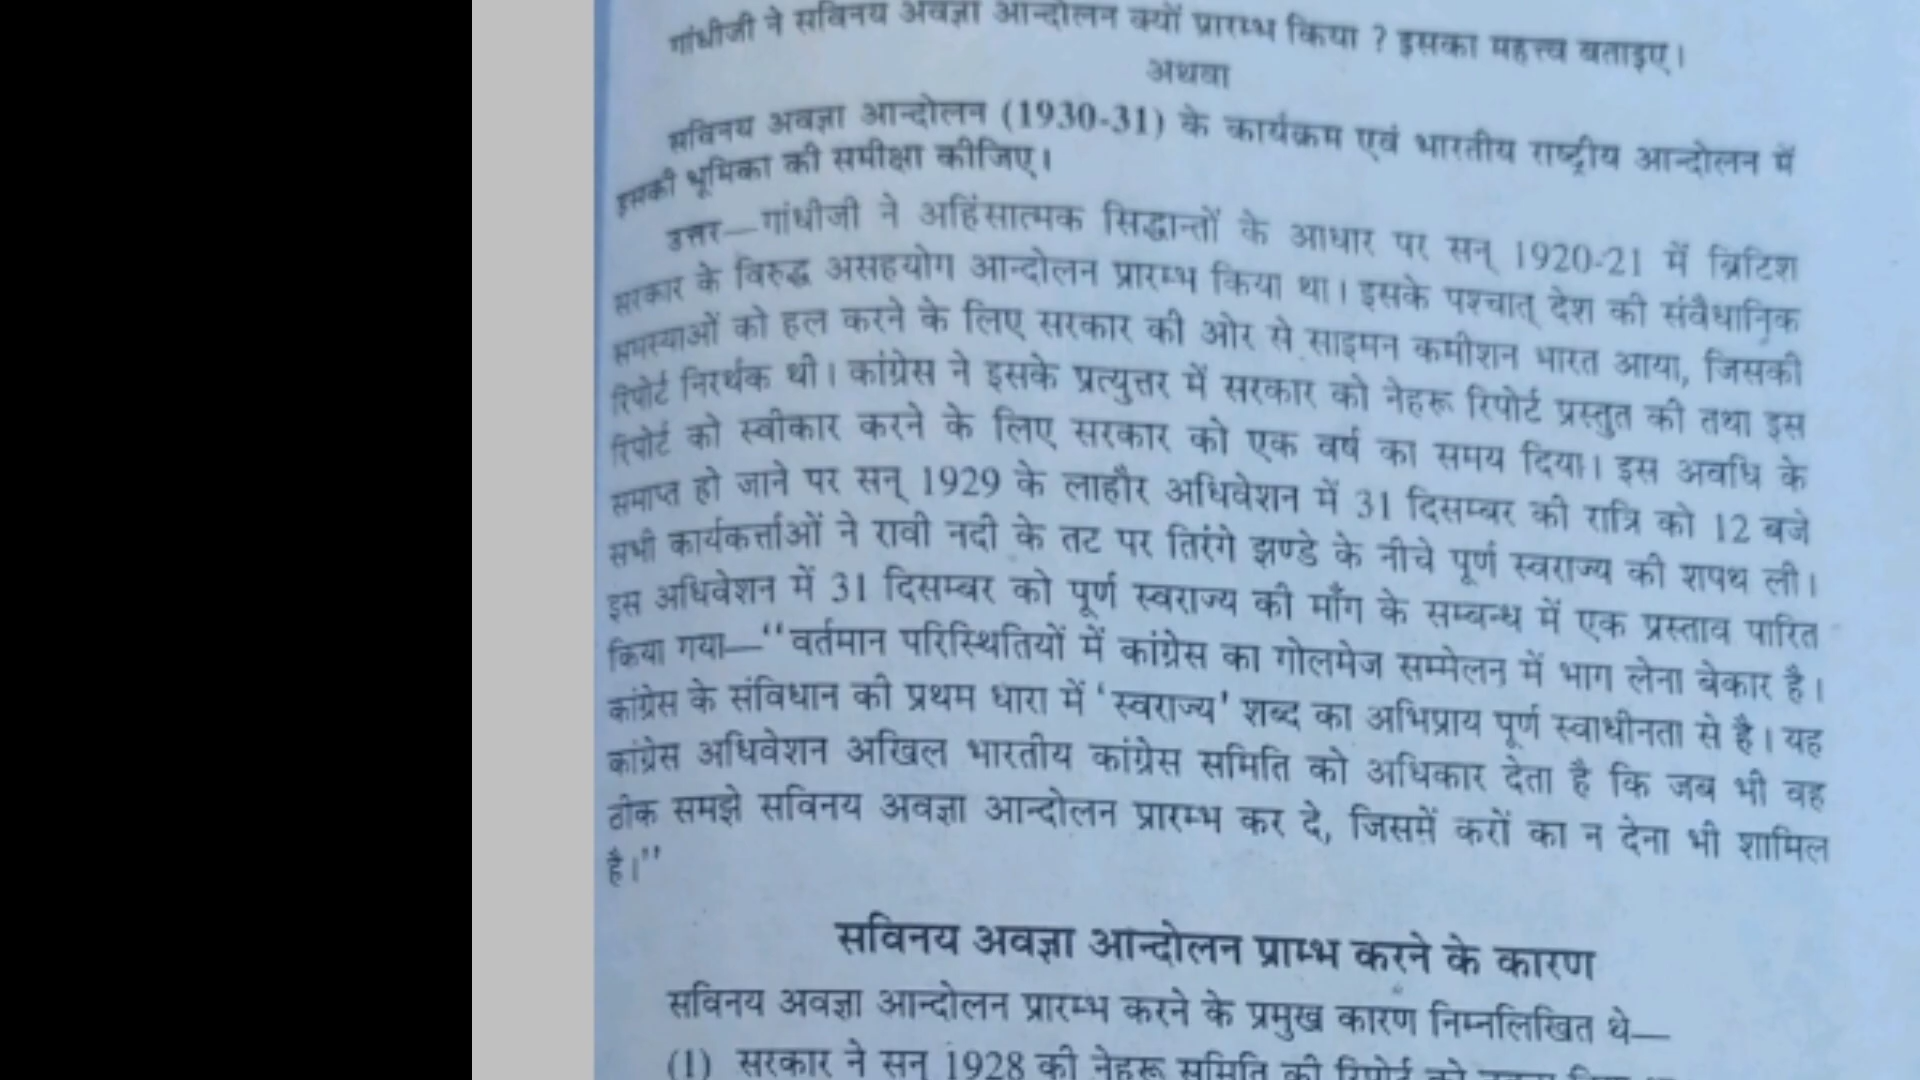 गांधीजी ने सविनय अवज्ञा आन्दोलन क्यों प्रारम्भ किया ? इसका महत्त्व बताइए।
अथवा
सविनय अवज्ञा आन्दोलन (1930-31) के कार्यक्रम एवं भारतीय राष्ट्रीय आन्दोलन में
इसकी भूमिका की समीक्षा कीजिए।
उत्तर—गांधीजी ने अहिंसात्मक सिद्धान्तों के आधार पर सन् 1920-21 में ब्रिटिश
सरकार के विरुद्ध असहयोग आन्दोलन प्रारम्भ किया था। इसके पश्चात् देश की संवैधानिक
समस्याओं को हल करने के लिए सरकार की ओर से साइमन कमीशन भारत आया, जिसकी
रिपोर्ट निरर्थक थी। कांग्रेस ने इसके प्रत्युत्तर में सरकार को नेहरू रिपोर्ट प्रस्तुत की तथा इस
रिपोर्ट को स्वीकार करने के लिए सरकार को एक वर्ष का समय दिया। इस अवधि के
समाप्त हो जाने पर सन् 1929 के लाहौर अधिवेशन में 31 दिसम्बर की रात्रि को 12 बजे
सभी कार्यकर्त्ताओं ने रावी नदी के तट पर तिरंगे झण्डे के नीचे पूर्ण स्वराज्य की शपथ ली।
इस अधिवेशन में 31 दिसम्बर को पूर्ण स्वराज्य की माँग के सम्बन्ध में एक प्रस्ताव पारित
किया गया—‘‘वर्तमान परिस्थितियों में कांग्रेस का गोलमेज सम्मेलन में भाग लेना बेकार है।
कांग्रेस के संविधान की प्रथम धारा में ‘स्वराज्य’ शब्द का अभिप्राय पूर्ण स्वाधीनता से है। यह
कांग्रेस अधिवेशन अखिल भारतीय कांग्रेस समिति को अधिकार देता है कि जब भी वह
ठीक समझे सविनय अवज्ञा आन्दोलन प्रारम्भ कर दे, जिसमें करों का न देना भी शामिल
है।’’
सविनय अवज्ञा आन्दोलन प्राम्भ करने के कारण
सविनय अवज्ञा आन्दोलन प्रारम्भ करने के प्रमुख कारण निम्नलिखित थे—
(1) सरकार ने सन् 1928 की नेहरू समिति की रिपोर्ट को